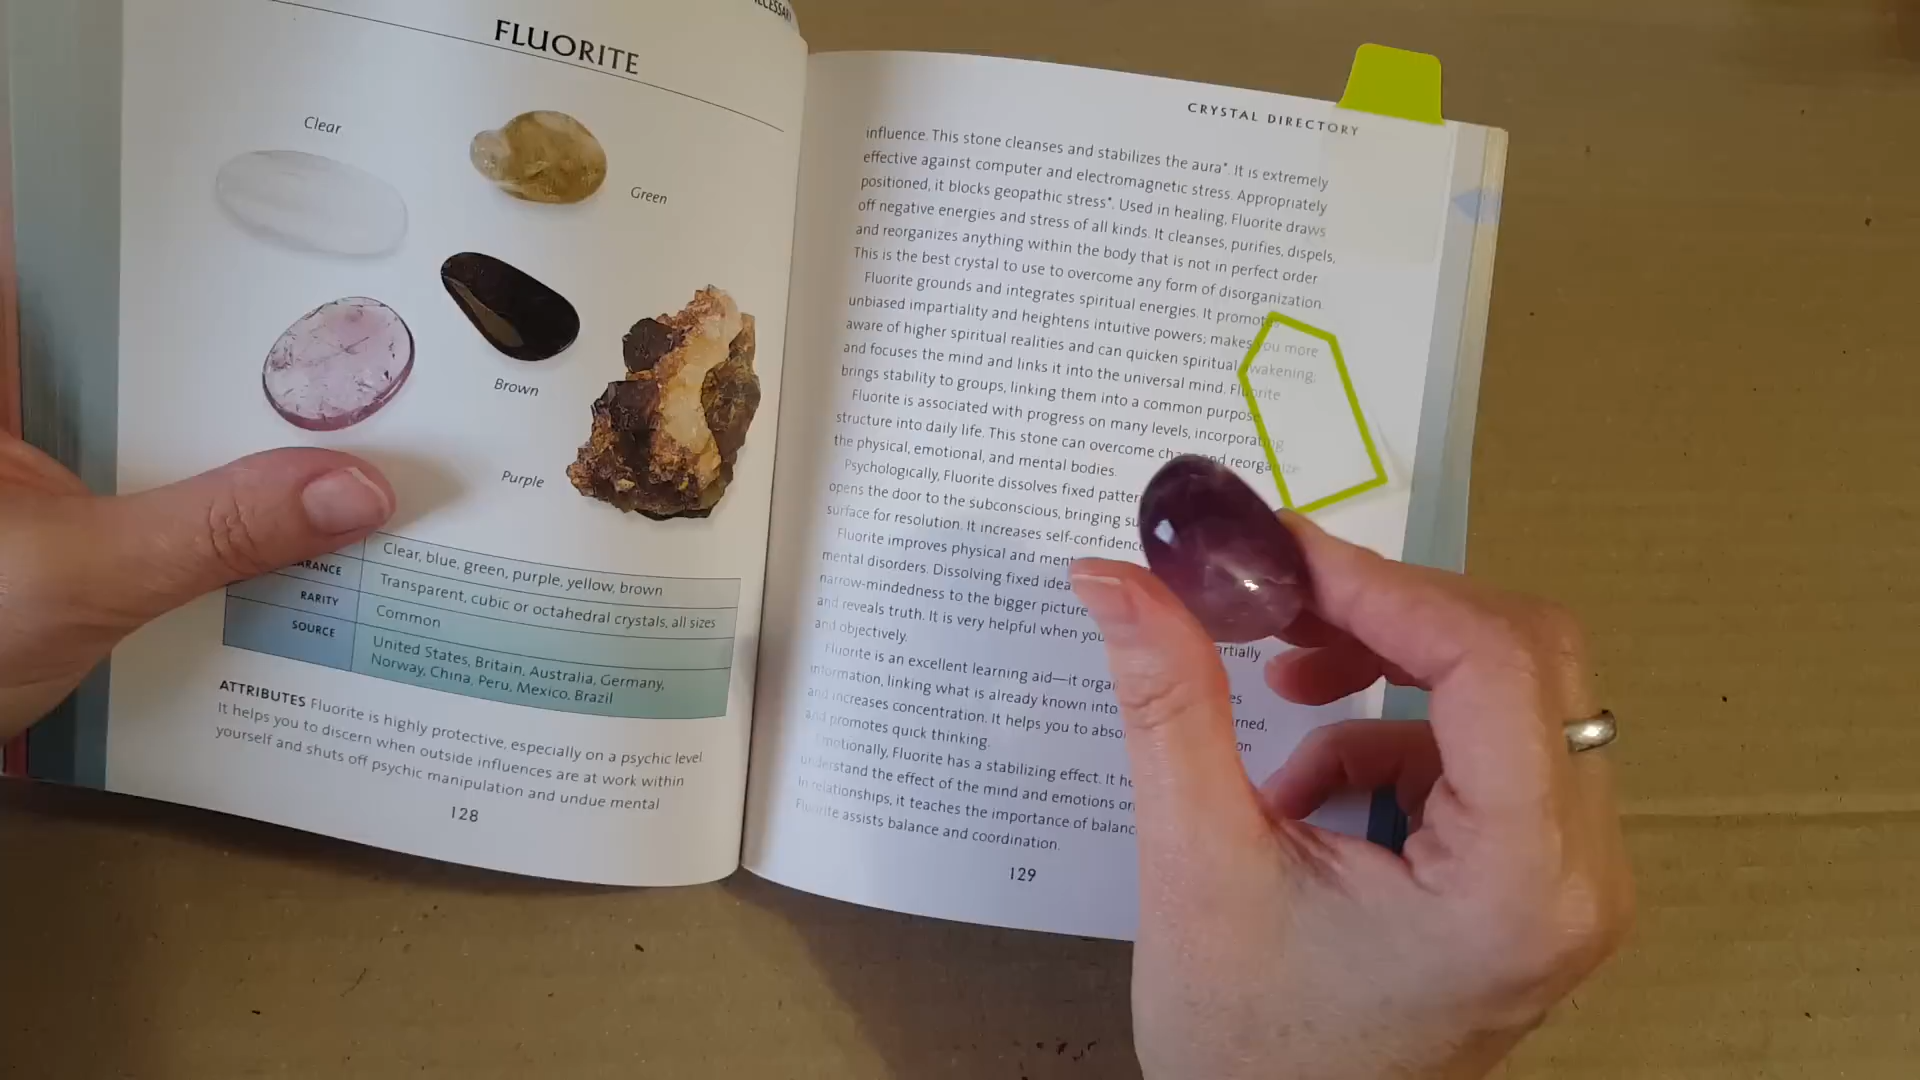 FLUORITE
Clear
Green
Brown
Purple
Clear, blue, green, purple, yellow, brown
Transparent, cubic or octahedral crystals, all sizes
RARITY
Common
SOURCE
United States, Britain, Australia, Germany,
Norway, China, Peru, Mexico, Brazil
ATTRIBUTES Fluorite is highly protective, especially on a psychic level.
It helps you to discern when outside influences are at work within
yourself and shuts off psychic manipulation and undue mental
128
CRYSTAL DIRECTORY
influence. This stone cleanses and stabilizes the aura*. It is extremely
effective against computer and electromagnetic stress. Appropriately
positioned, it blocks geopathic stress*. Used in healing, Fluorite draws
off negative energies and stress of all kinds. It cleanses, purifies, dispels,
and reorganizes anything within the body that is not in perfect order.
This is the best crystal to use to overcome any form of disorganization.
Fluorite grounds and integrates spiritual energies. It promotes
unbiased impartiality and heightens intuitive powers; makes you more
aware of higher spiritual realities and can quicken spiritual awakening;
and focuses the mind and links it into the universal mind. Fluorite
brings stability to groups, linking them into a common purpose.
Fluorite is associated with progress on many levels, incorporating
structure into daily life. This stone can overcome and reorganize
the physical, emotional, and mental bodies.
Psychologically, Fluorite dissolves fixed
opens the door to the subconscious, bringing
surface for resolution. It increases self-confidence
Fluorite improves physical and
mental disorders. Dissolving fixed
narrow-mindedness to the bigger picture
and reveals truth. It is very helpful when you
and objectively.
Fluorite is an excellent learning aid—it
information, linking what is already known into
and increases concentration. It helps you to
and promotes quick thinking.
Emotionally, Fluorite has a stabilizing effect. It
understand the effect of the mind and emotions
In relationships, it teaches the importance of
Fluorite assists balance and coordination.
129